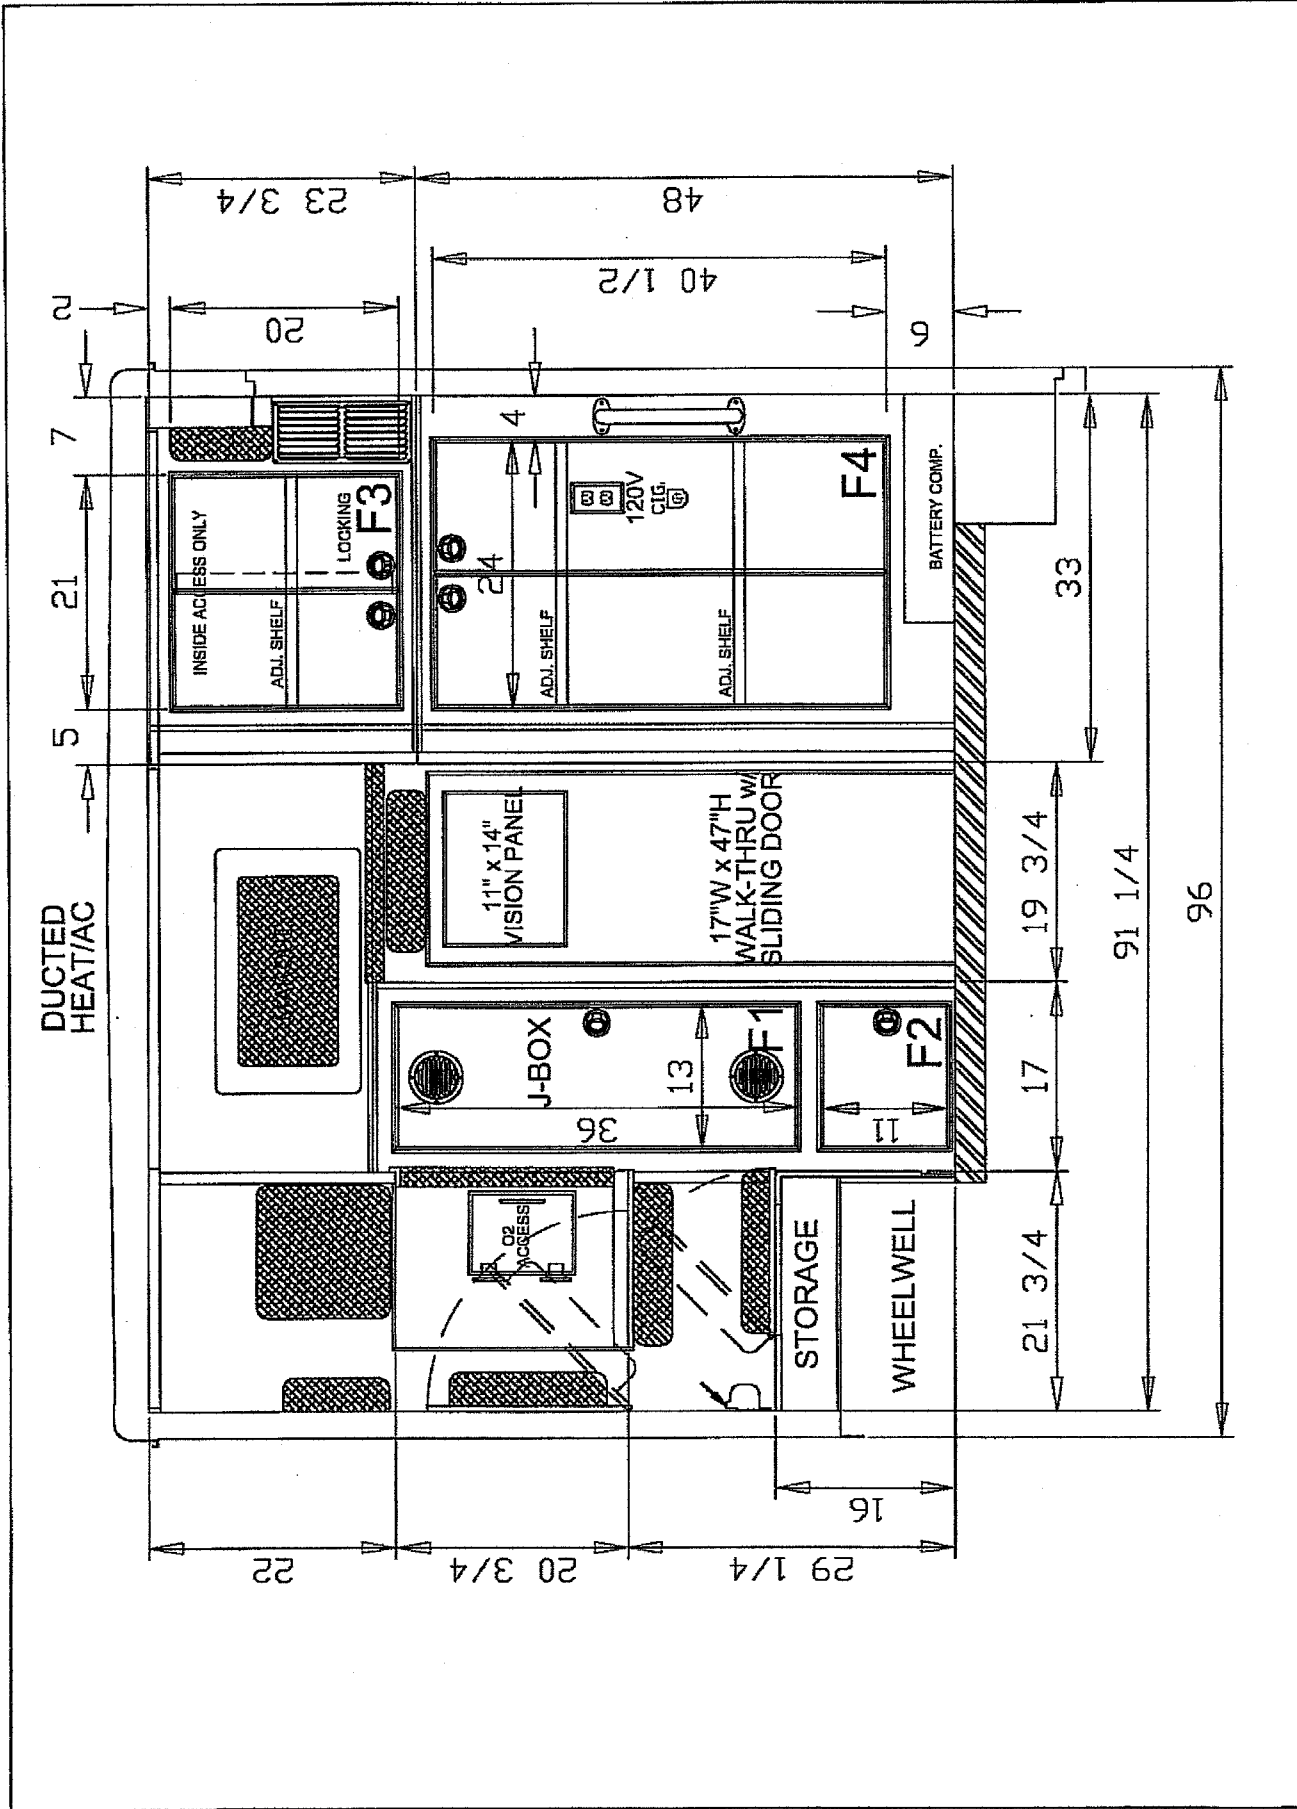 DUCTED
HEAT/AC
5
21
7
2
INSIDE ACCESS ONLY
ADJ. SHELF
LOCKING
F3
20
23 3/4
4
24
ADJ. SHELF
120V
CIG.
ADJ. SHELF
F4
40 1/2
48
6
BATTERY COMP.
11" x 14"
VISION PANEL
17"W x 47"H
WALK-THRU W/
SLIDING DOOR
J-BOX
F1
36
13
F2
11
O2
ACCESS
STORAGE
WHEELWELL
22
20 3/4
29 1/4
16
21 3/4
17
19 3/4
33
91 1/4
96